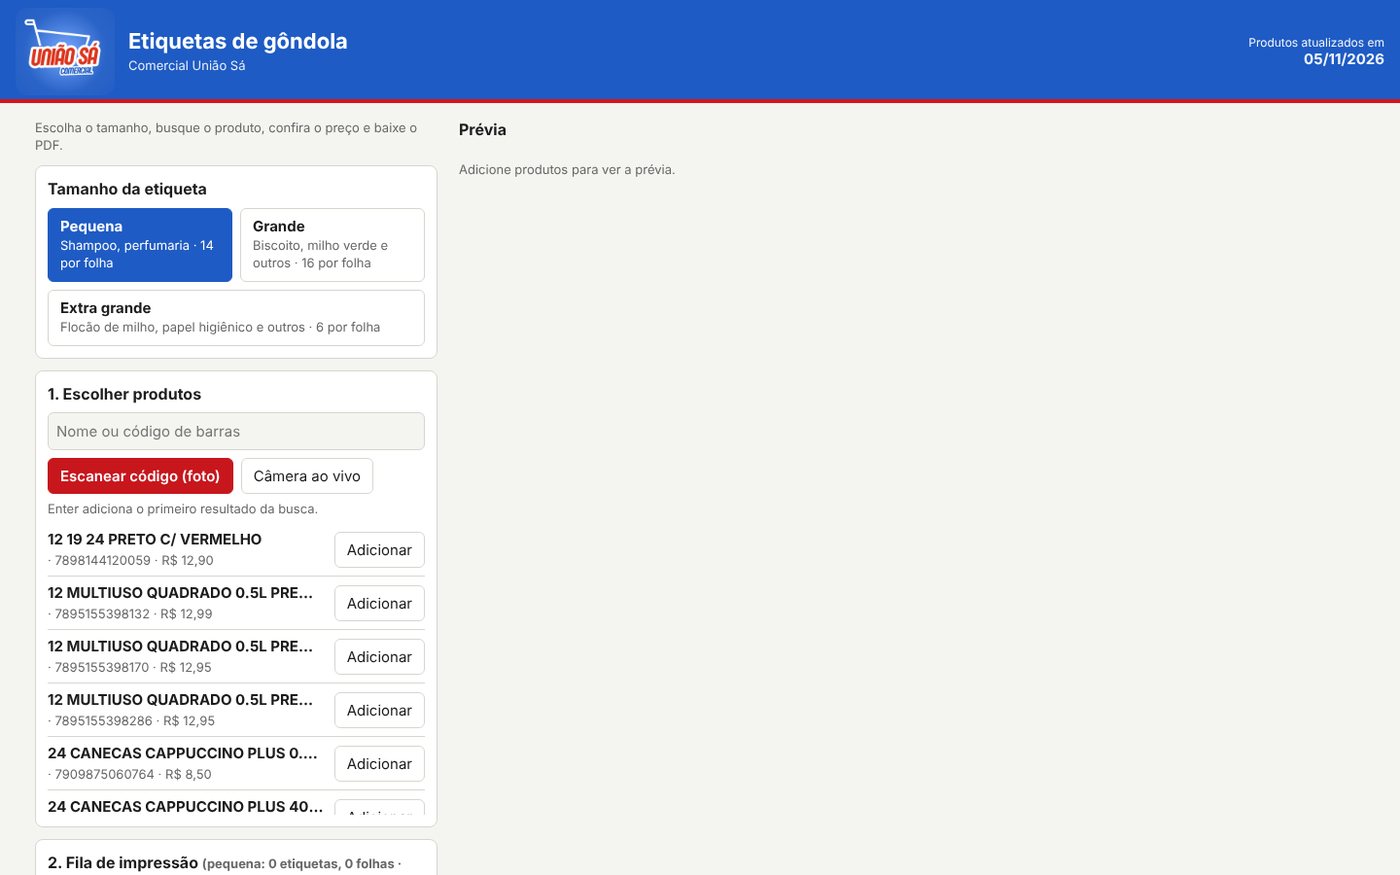 UNIÃO SÁ
COMERCIAL
Etiquetas de gôndola
Comercial União Sá
Produtos atualizados em
05/11/2026
Escolha o tamanho, busque o produto, confira o preço e baixe o
PDF.
Tamanho da etiqueta
Pequena
Shampoo, perfumaria · 14
por folha
Grande
Biscoito, milho verde e
outros · 16 por folha
Extra grande
Flocão de milho, papel higiênico e outros · 6 por folha
1. Escolher produtos
Nome ou código de barras
Escanear código (foto)
Câmera ao vivo
Enter adiciona o primeiro resultado da busca.
12 19 24 PRETO C/ VERMELHO
· 7898144120059 · R$ 12,90
Adicionar
12 MULTIUSO QUADRADO 0.5L PRE...
· 7895155398132 · R$ 12,99
Adicionar
12 MULTIUSO QUADRADO 0.5L PRE...
· 7895155398170 · R$ 12,95
Adicionar
12 MULTIUSO QUADRADO 0.5L PRE...
· 7895155398286 · R$ 12,95
Adicionar
24 CANECAS CAPPUCCINO PLUS 0....
· 7909875060764 · R$ 8,50
Adicionar
24 CANECAS CAPPUCCINO PLUS 40...
Adicionar
2. Fila de impressão (pequena: 0 etiquetas, 0 folhas ·
Prévia
Adicione produtos para ver a prévia.